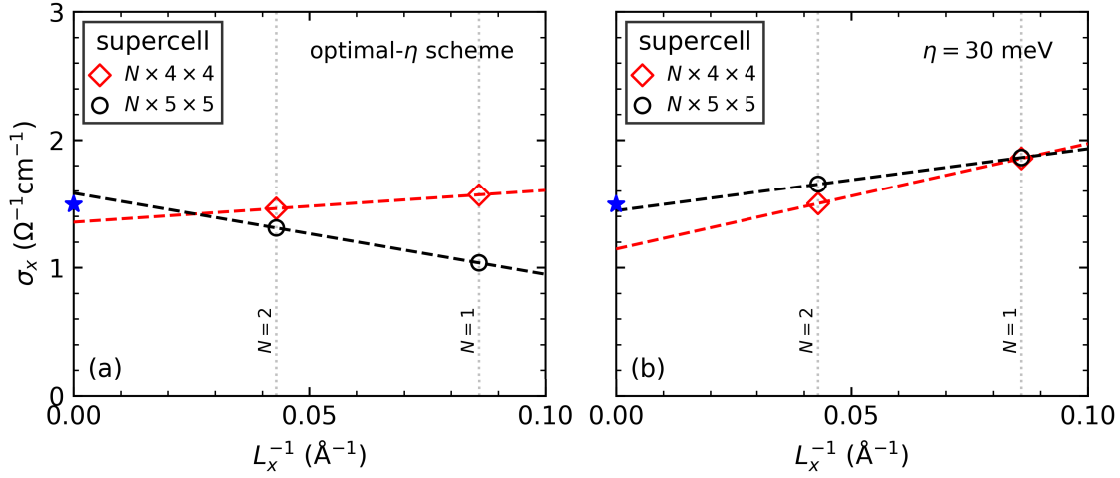 supercell
N × 4 × 4
N × 5 × 5
optimal-η scheme
3
2
1
0
σₓ (Ω⁻¹cm⁻¹)
N = 2
N = 1
(a)
0.00 0.05 0.10
Lₓ⁻¹ (Å⁻¹)
supercell
N × 4 × 4
N × 5 × 5
η = 30 meV
N = 2
N = 1
(b)
0.00 0.05 0.10
Lₓ⁻¹ (Å⁻¹)